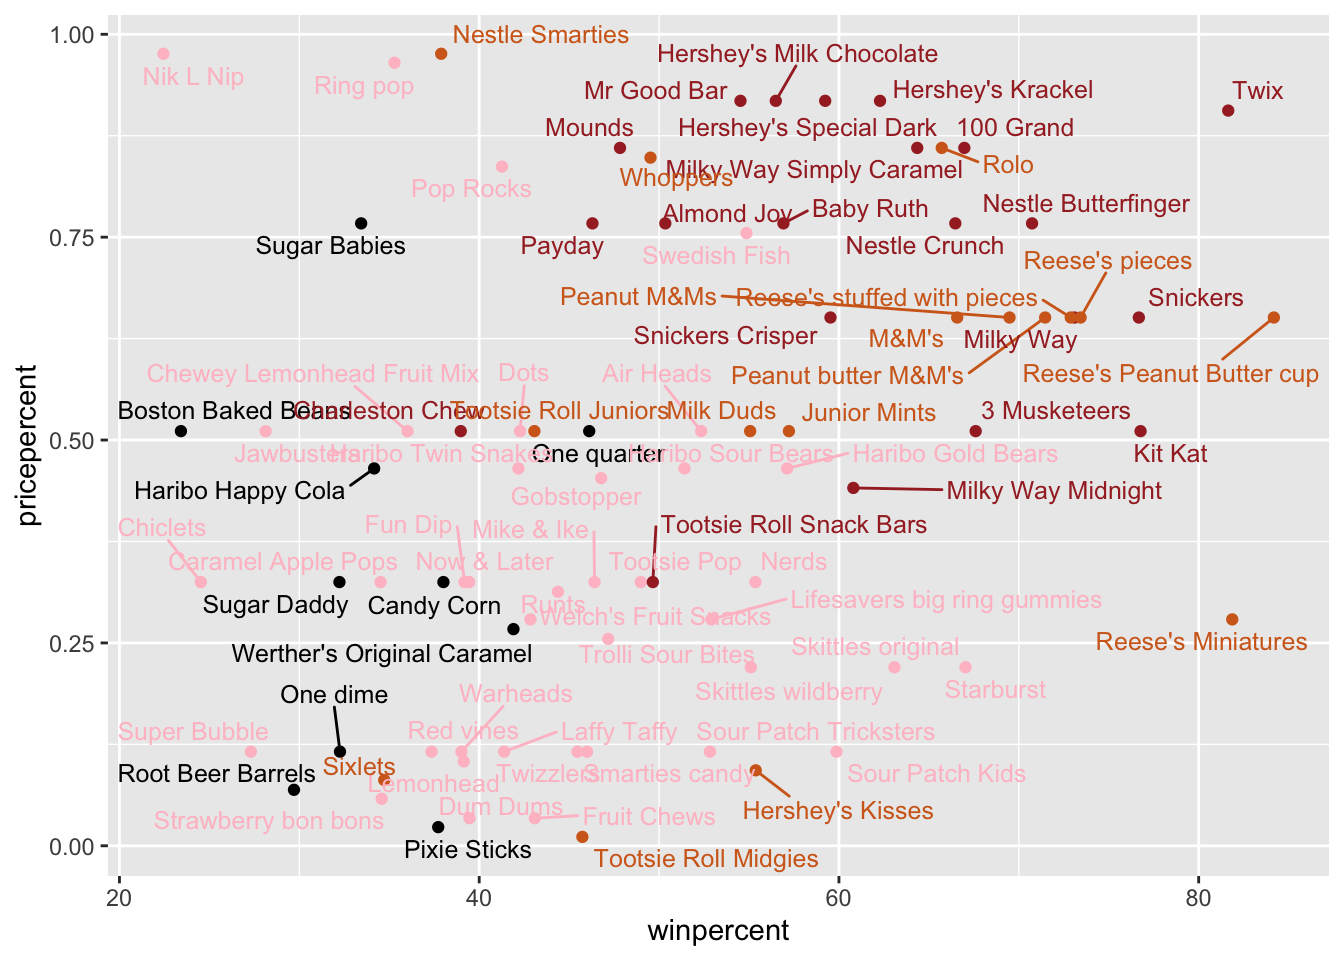 1.00
Nestle Smarties
Hershey's Milk Chocolate
Nik L Nip
Ring pop
Mr Good Bar
Hershey's Krackel
Twix
Mounds
Hershey's Special Dark
100 Grand
Milky Way Simply Caramel
Rolo
Whoppers
Pop Rocks
Almond Joy
Baby Ruth
Nestle Butterfinger
0.75
Sugar Babies
Payday
Swedish Fish
Nestle Crunch
Reese's pieces
Peanut M&Ms
Reese's stuffed with pieces
Snickers
Snickers Crisper
M&M's
Milky Way
Chewey Lemonhead Fruit Mix
Dots
Air Heads
Peanut butter M&M's
Reese's Peanut Butter cup
Boston Baked Beans
Charleston Chew
Tootsie Roll Juniors
Milk Duds
Junior Mints
3 Musketeers
0.50
Jawbusters
Haribo Twin Snakes
One quarter
Haribo Sour Bears
Haribo Gold Bears
Kit Kat
Haribo Happy Cola
Gobstopper
Milky Way Midnight
Chiclets
Fun Dip
Mike & Ike
Tootsie Roll Snack Bars
Caramel Apple Pops
Now & Later
Tootsie Pop
Nerds
Sugar Daddy
Candy Corn
Runts
Lifesavers big ring gummies
Welch's Fruit Snacks
0.25
Werther's Original Caramel
Trolli Sour Bites
Skittles original
Reese's Miniatures
One dime
Warheads
Skittles wildberry
Starburst
Super Bubble
Red vines
Laffy Taffy
Sour Patch Tricksters
Root Beer Barrels
Sixlets
Lemonhead
Twizzlers
Smarties candy
Sour Patch Kids
Strawberry bon bons
Dum Dums
Fruit Chews
Hershey's Kisses
0.00
Pixie Sticks
Tootsie Roll Midgies
20
40
60
80
winpercent
pricepercent